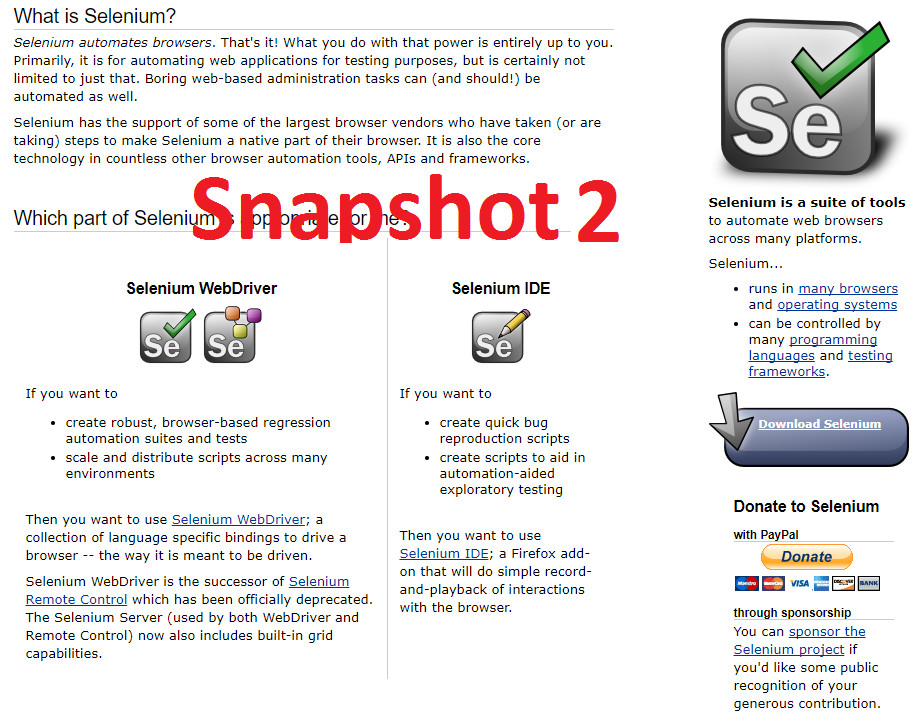 What is Selenium?
Selenium automates browsers. That's it! What you do with that power is entirely up to you.
Primarily, it is for automating web applications for testing purposes, but is certainly not
limited to just that. Boring web-based administration tasks can (and should!) be
automated as well.
Selenium has the support of some of the largest browser vendors who have taken (or are
taking) steps to make Selenium a native part of their browser. It is also the core
technology in countless other browser automation tools, APIs and frameworks.
Snapshot 2
Which part of Selenium is appropriate for me?
Selenium WebDriver
Se
Se
If you want to
• create robust, browser-based regression
automation suites and tests
• scale and distribute scripts across many
environments
Then you want to use Selenium WebDriver; a
collection of language specific bindings to drive a
browser -- the way it is meant to be driven.
Selenium WebDriver is the successor of Selenium
Remote Control which has been officially deprecated.
The Selenium Server (used by both WebDriver and
Remote Control) now also includes built-in grid
capabilities.
Selenium IDE
Se
If you want to
• create quick bug
reproduction scripts
• create scripts to aid in
automation-aided
exploratory testing
Then you want to use
Selenium IDE; a Firefox add-
on that will do simple record-
and-playback of interactions
with the browser.
Se
Selenium is a suite of tools
to automate web browsers
across many platforms.
Selenium...
• runs in many browsers
and operating systems
• can be controlled by
many programming
languages and testing
frameworks.
Download Selenium
Donate to Selenium
with PayPal
Donate
Maestro MasterCard VISA DISCOVER BANK
through sponsorship
You can sponsor the
Selenium project if
you'd like some public
recognition of your
generous contribution.